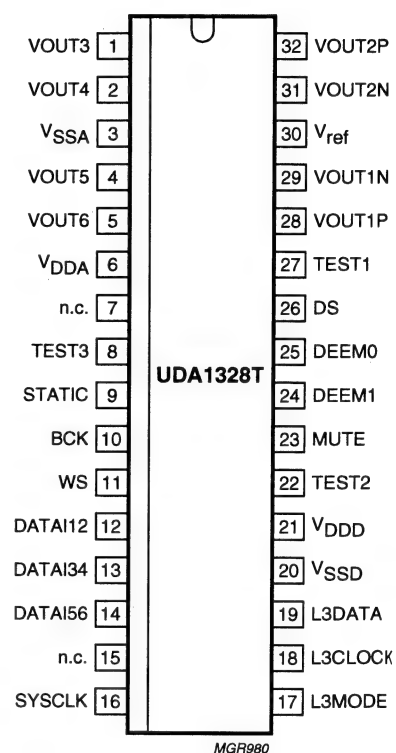 VOUT3 1
VOUT4 2
VSSA 3
VOUT5 4
VOUT6 5
VDDA 6
n.c. 7
TEST3 8
STATIC 9
BCK 10
WS 11
DATAI12 12
DATAI34 13
DATAI56 14
n.c. 15
SYSCLK 16
UDA1328T
32 VOUT2P
31 VOUT2N
30 Vref
29 VOUT1N
28 VOUT1P
27 TEST1
26 DS
25 DEEM0
24 DEEM1
23 MUTE
22 TEST2
21 VDDD
20 VSSD
19 L3DATA
18 L3CLOCK
17 L3MODE
MGR980